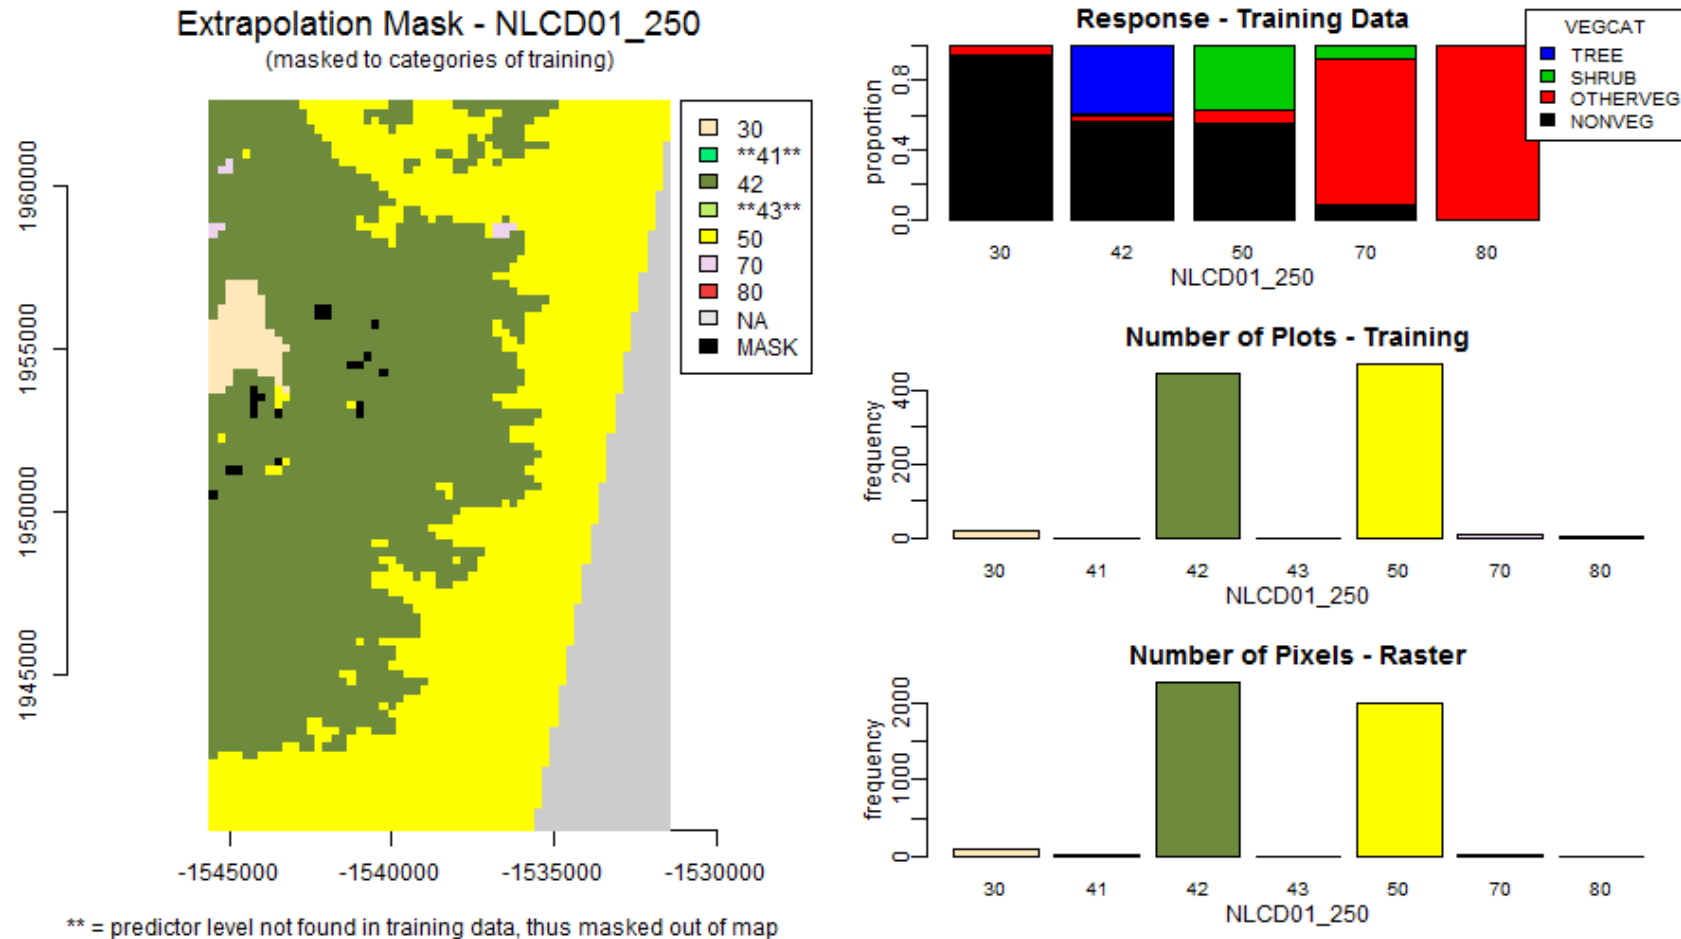 Extrapolation Mask - NLCD01_250
(masked to categories of training)
1960000
1955000
1950000
1945000
-1545000 -1540000 -1535000 -1530000
30
**41**
42
**43**
50
70
80
NA
MASK
** = predictor level not found in training data, thus masked out of map
Response - Training Data
proportion
0.0 0.4 0.8
30 42 50 70 80
NLCD01_250
VEGCAT
TREE
SHRUB
OTHERVEG
NONVEG
Number of Plots - Training
frequency
0 200 400
30 41 42 43 50 70 80
NLCD01_250
Number of Pixels - Raster
frequency
0 1000 2000
30 41 42 43 50 70 80
NLCD01_250